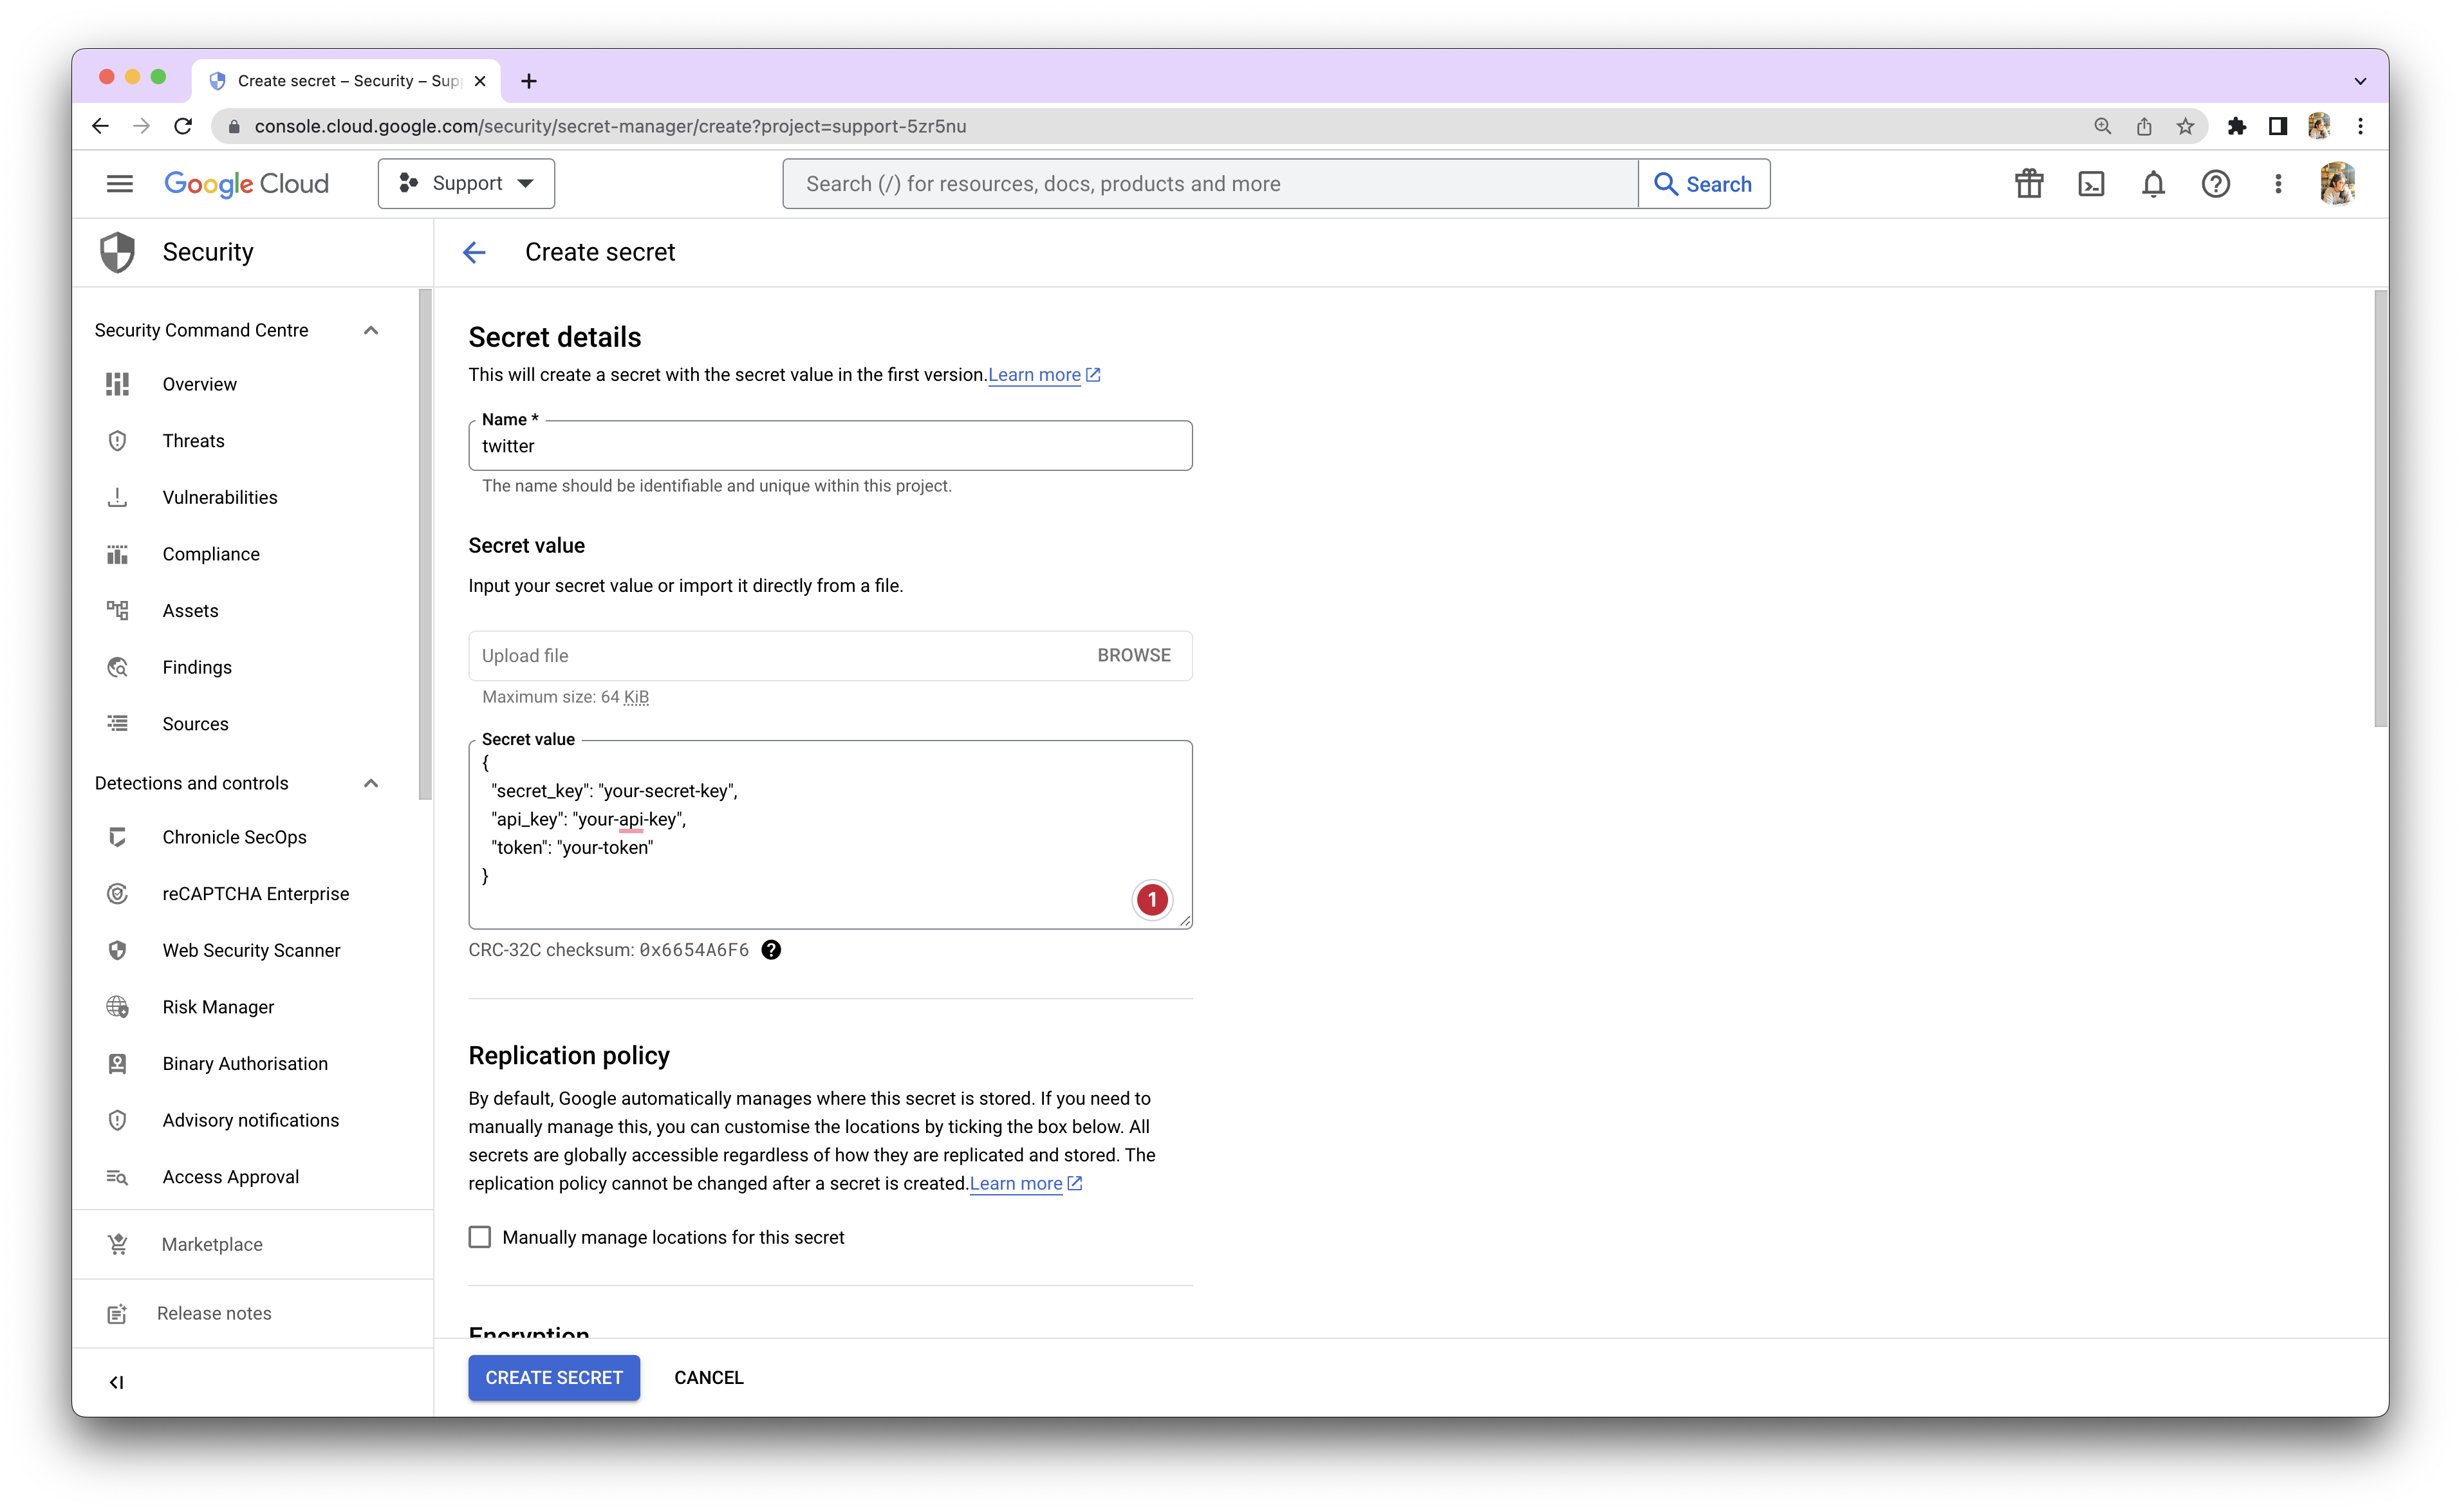 Create secret – Security – Sup
console.cloud.google.com/security/secret-manager/create?project=support-5zr5nu
Google Cloud
Support
Search (/) for resources, docs, products and more
Search
Security
Create secret
Security Command Centre
Overview
Threats
Vulnerabilities
Compliance
Assets
Findings
Sources
Detections and controls
Chronicle SecOps
reCAPTCHA Enterprise
Web Security Scanner
Risk Manager
Binary Authorisation
Advisory notifications
Access Approval
Marketplace
Release notes
Secret details
This will create a secret with the secret value in the first version.Learn more
Name *
twitter
The name should be identifiable and unique within this project.
Secret value
Input your secret value or import it directly from a file.
Upload file
BROWSE
Maximum size: 64 KiB
Secret value
{
"secret_key": "your-secret-key",
"api_key": "your-api-key",
"token": "your-token"
}
1
CRC-32C checksum: 0x6654A6F6
Replication policy
By default, Google automatically manages where this secret is stored. If you need to
manually manage this, you can customise the locations by ticking the box below. All
secrets are globally accessible regardless of how they are replicated and stored. The
replication policy cannot be changed after a secret is created.Learn more
Manually manage locations for this secret
Encryption
CREATE SECRET
CANCEL